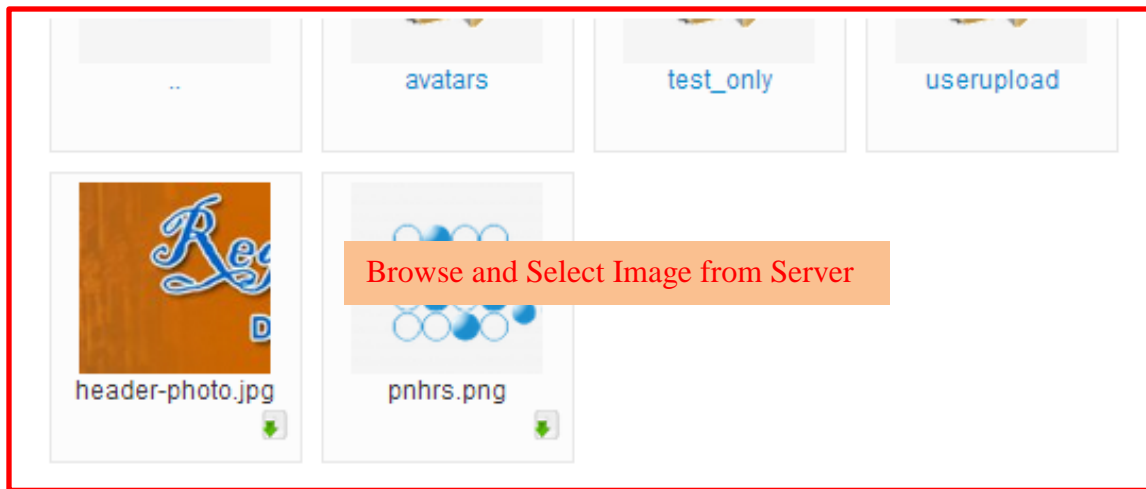 ..
avatars
test_only
userupload
Browse and Select Image from Server
header-photo.jpg
pnhrs.png